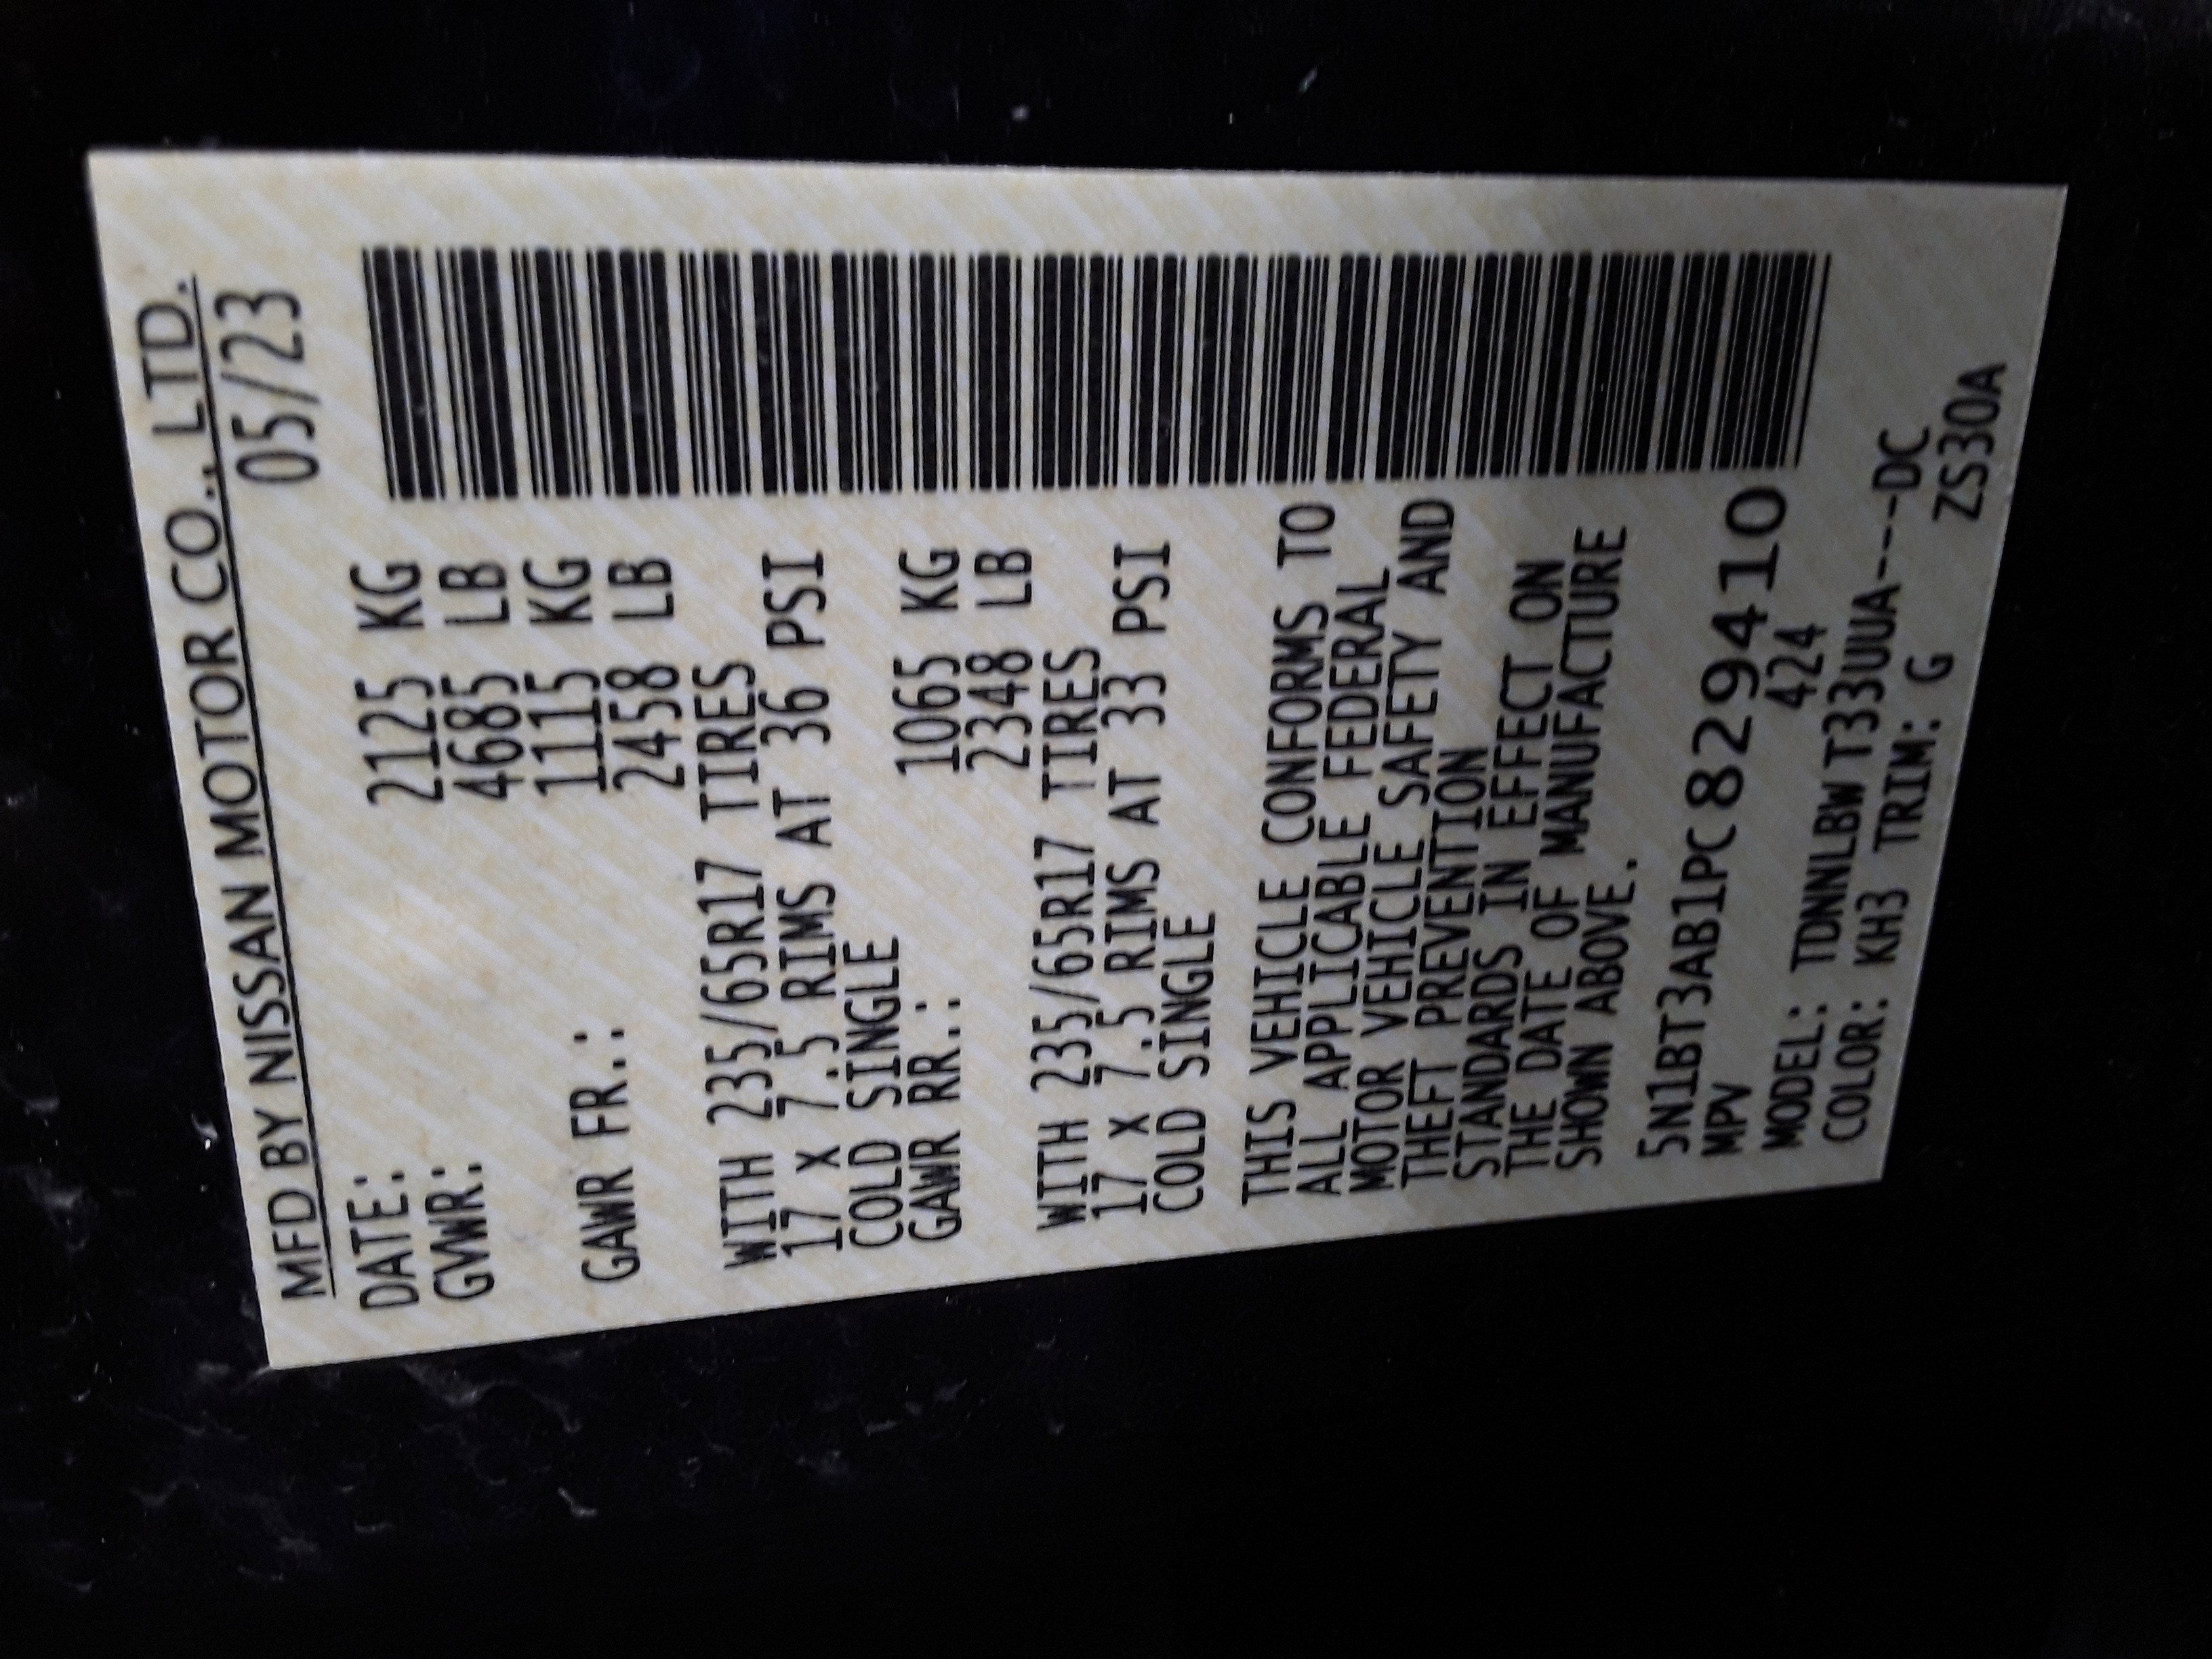 MFD BY NISSAN MOTOR CO., LTD.
DATE: 05/23
GVWR: 2125 KG
4685 LB
GAWR FR.: 1115 KG
2458 LB
WITH 235/65R17 TIRES
17 X 7.5 RIMS AT 36 PSI
COLD SINGLE
GAWR RR.: 1065 KG
2348 LB
WITH 235/65R17 TIRES
17 X 7.5 RIMS AT 33 PSI
COLD SINGLE
THIS VEHICLE CONFORMS TO
ALL APPLICABLE FEDERAL
MOTOR VEHICLE SAFETY AND
THEFT PREVENTION
STANDARDS IN EFFECT ON
THE DATE OF MANUFACTURE
SHOWN ABOVE.
5N1BT3AB1PC829410
MPV 424
MODEL: TDNNLBWT33UUA---DC
COLOR: KH3 TRIM: G ZS30A